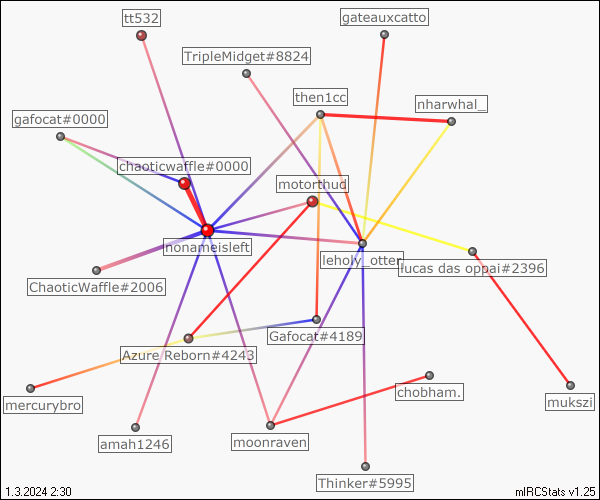 tt532
gateauxcatto
TripleMidget#8824
then1cc
nharwhal_
gafocat#0000
chaoticwaffle#0000
motorthud
nonameisleft
leholy_otter
lucas das oppai#2396
ChaoticWaffle#2006
Gafocat#4189
Azure Reborn#4243
mercurybro
chobham.
mukszi
amah1246
moonraven
Thinker#5995
1.3.2024 2:30
mIRCStats v1.25